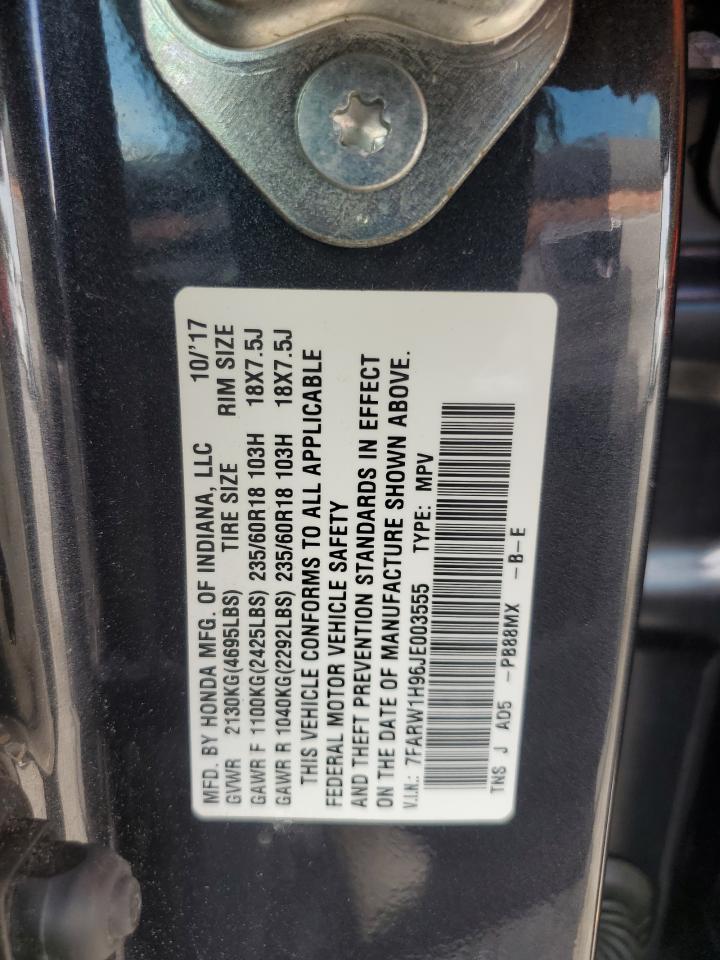 MFD. BY HONDA MFG. OF INDIANA, LLC 10/'17
GVWR 2130KG(4695LBS) TIRE SIZE RIM SIZE
GAWR F 1100KG(2425LBS) 235/60R18 103H 18X7.5J
GAWR R 1040KG(2292LBS) 235/60R18 103H 18X7.5J
THIS VEHICLE CONFORMS TO ALL APPLICABLE
FEDERAL MOTOR VEHICLE SAFETY
AND THEFT PREVENTION STANDARDS IN EFFECT
ON THE DATE OF MANUFACTURE SHOWN ABOVE.
V.I.N.: 7FARW1H96JE003555 TYPE: MPV
TNS J AD5 -PB88MX -B-E